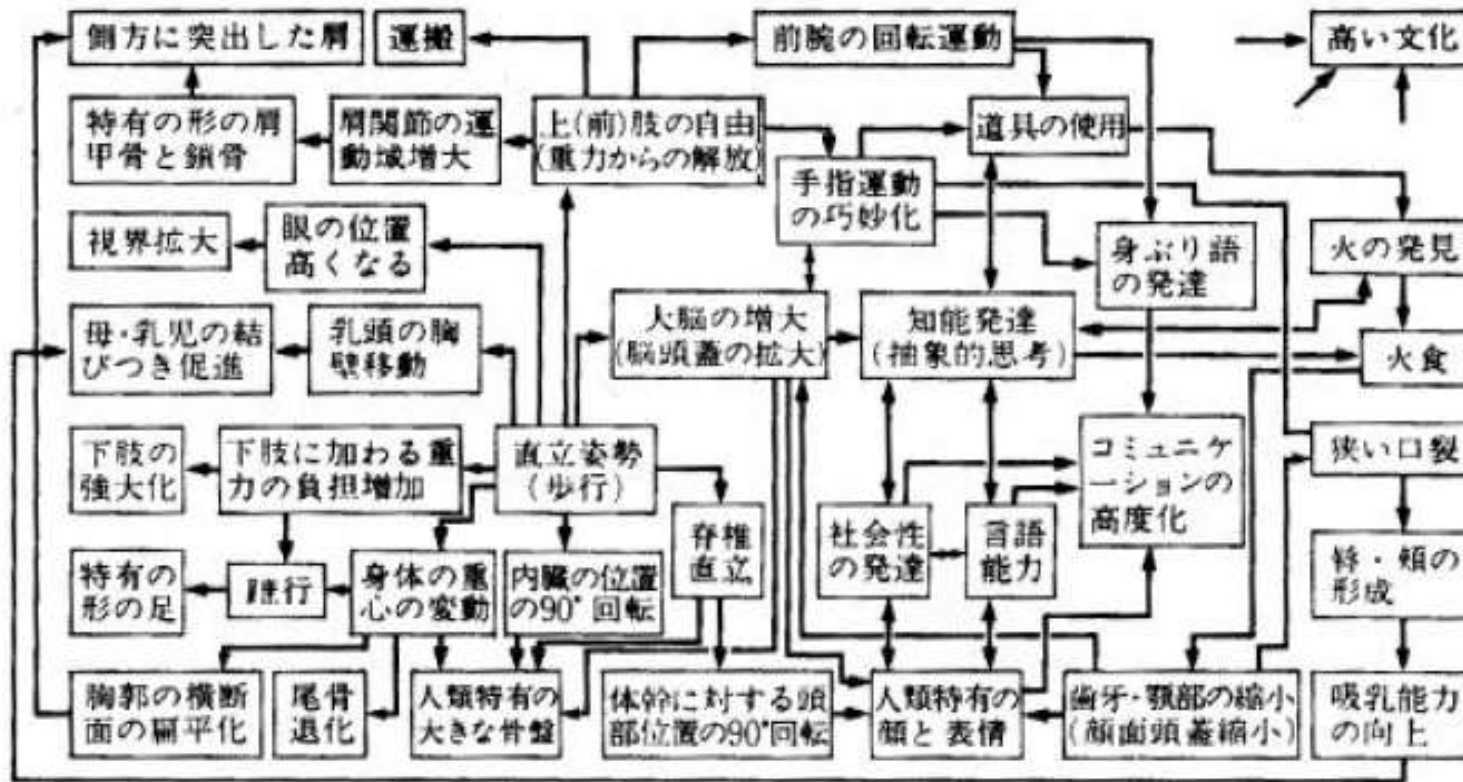 側方に突出した肩
運搬
前腕の回転運動
高い文化
特有の形の肩
甲骨と鎖骨
肩関節の運
動域増大
上(前)肢の自由
(重力からの解放)
道具の使用
手指運動
の巧妙化
視界拡大
眼の位置
高くなる
身ぶり語
の発達
火の発見
母・乳児の結
びつき促進
乳頭の胸
壁移動
大脳の増大
(脳頭蓋の拡大)
知能発達
(抽象的思考)
火食
下肢の
強大化
下肢に加わる重
力の負担増加
直立姿勢
(歩行)
コミュニケ
ーションの
高度化
狭い口裂
脊椎
直立
社会性
の発達
言語
能力
特有の
形の足
踵行
身体の重
心の変動
内臓の位置
の90°回転
唇・頬の
形成
胸郭の横断
面の扁平化
尾骨
退化
人類特有の
大きな骨盤
体幹に対する頭
部位置の90°回転
人類特有の
顔と表情
歯牙・顎部の縮小
(顔面頭蓋縮小)
吸乳能力
の向上